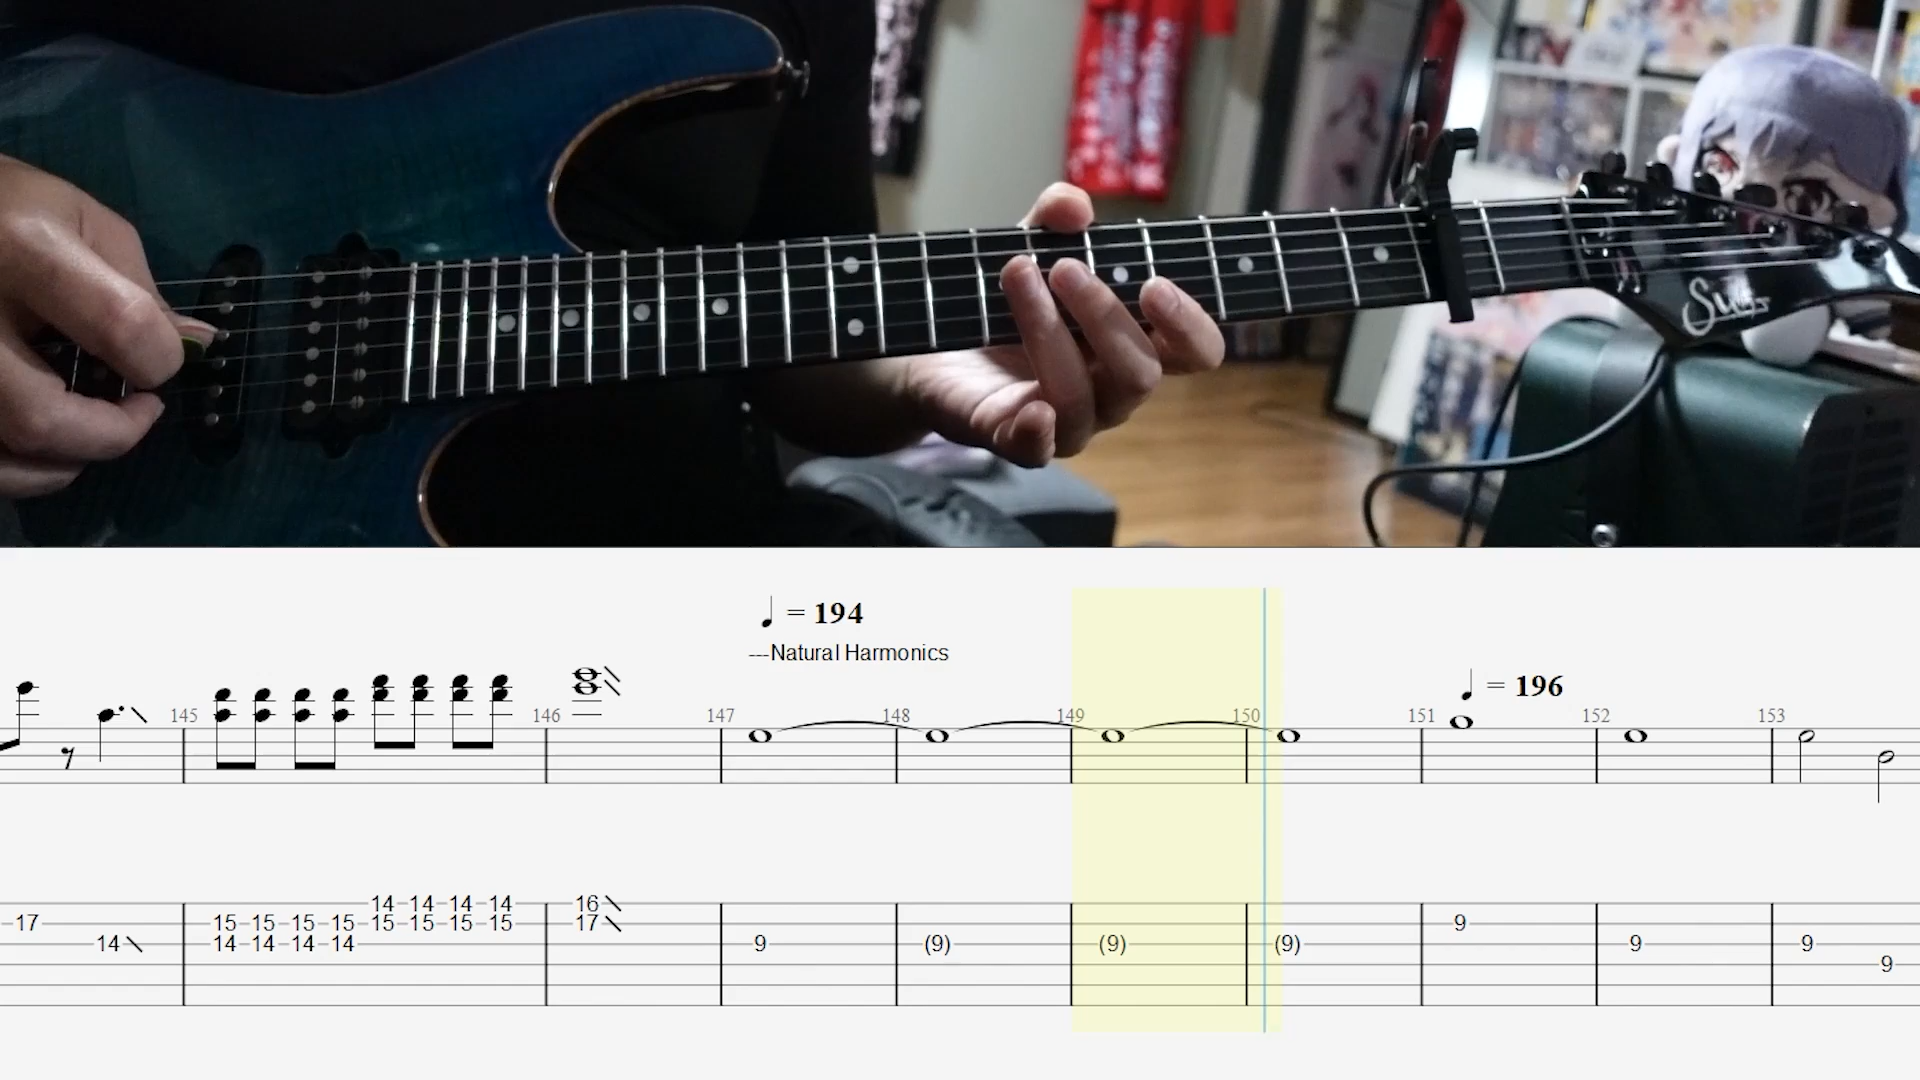 Suhr
= 194
---Natural Harmonics
= 196
145 146 147 148 149 150 151 152 153
14 14 14 14 16
17 15 15 15 15 15 15 15 15 17 9
14 14 14 14 14 9 (9) (9) (9) 9 9
9